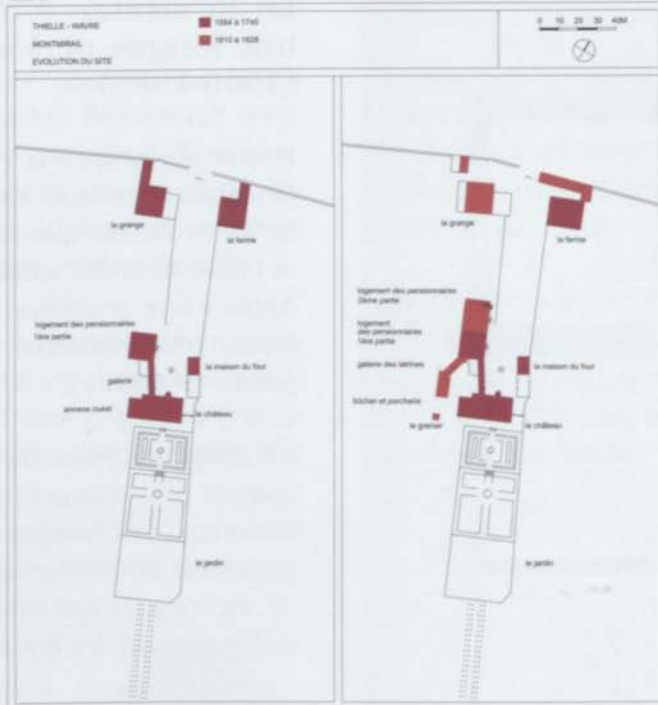 THIELLE - WAVRE
MONTMIRAIL
EVOLUTION DU SITE
1694 à 1740
1810 à 1828
0 10 20 30 40M
la grange
la ferme
logement des pensionnaires
1ère partie
la maison du four
galerie
annexe ouest
le château
le jardin
la grange
la ferme
logement des pensionnaires
2ème partie
logement
des pensionnaires
1ère partie
la maison du four
galerie des latrines
bûcher et porcherie
le grenier
le château
le jardin